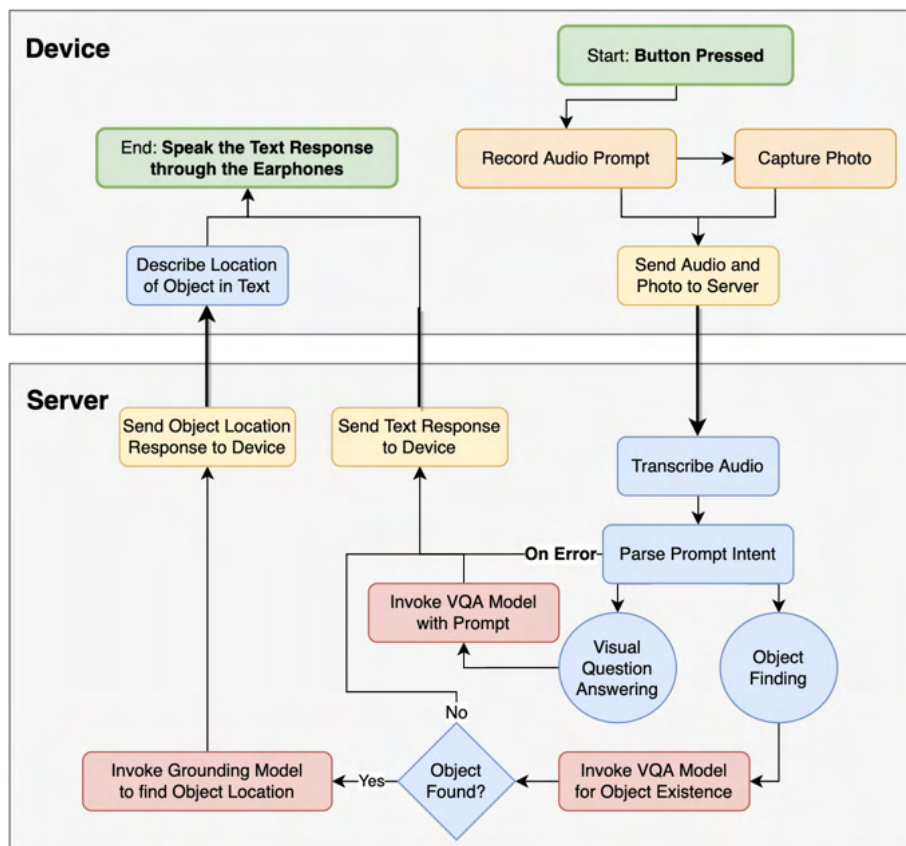 Device
Start: Button Pressed
End: Speak the Text Response
through the Earphones
Record Audio Prompt
Capture Photo
Describe Location
of Object in Text
Send Audio and
Photo to Server
Server
Send Object Location
Response to Device
Send Text Response
to Device
Transcribe Audio
On Error
Parse Prompt Intent
Invoke VQA Model
with Prompt
Visual
Question
Answering
Object
Finding
No
Invoke Grounding Model
to find Object Location
Yes
Object
Found?
Invoke VQA Model
for Object Existence